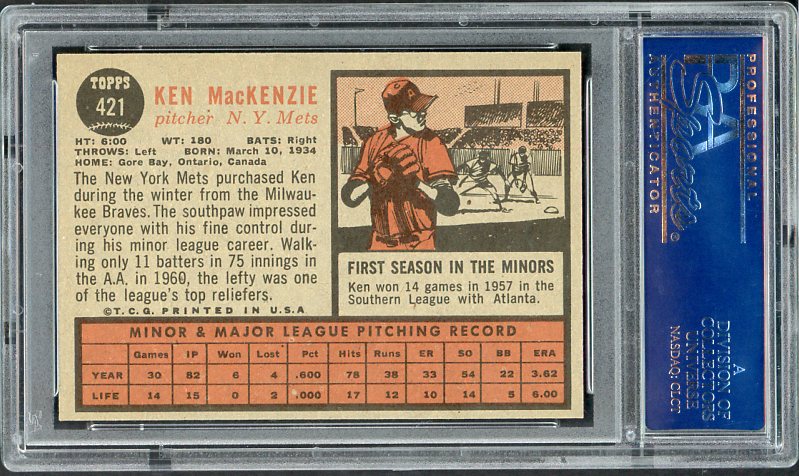 TOPPS
421
KEN MacKENZIE
pitcher N. Y. Mets
HT: 6:00 WT: 180 BATS: Right
THROWS: Left BORN: March 10, 1934
HOME: Gore Bay, Ontario, Canada
The New York Mets purchased Ken
during the winter from the Milwau-
kee Braves. The southpaw impressed
everyone with his fine control dur-
ing his minor league career. Walk-
ing only 11 batters in 75 innings in
the A.A. in 1960, the lefty was one
of the league's top reliefers.
© T. C. G. PRINTED IN U.S.A
A
FIRST SEASON IN THE MINORS
Ken won 14 games in 1957 in the
Southern League with Atlanta.
MINOR & MAJOR LEAGUE PITCHING RECORD
Games IP Won Lost Pct Hits Runs ER SO BB ERA
YEAR 30 82 6 4 .600 78 38 33 54 22 3.62
LIFE 14 15 0 2 .000 17 12 10 14 5 6.00
PSA
Sports
®
PROFESSIONAL
AUTHENTICATOR
A
DIVISION OF
COLLECTORS
UNIVERSE
NASDAQ: CLCT